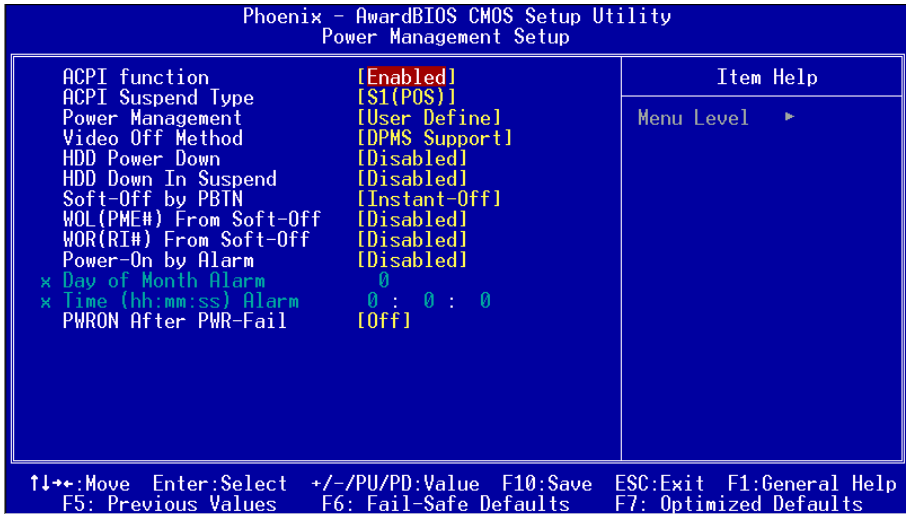 Phoenix - AwardBIOS CMOS Setup Utility
Power Management Setup
ACPI function [Enabled]
ACPI Suspend Type [S1(POS)]
Power Management [User Define]
Video Off Method [DPMS Support]
HDD Power Down [Disabled]
HDD Down In Suspend [Disabled]
Soft-Off by PBTN [Instant-Off]
WOL(PME#) From Soft-Off [Disabled]
WOR(RI#) From Soft-Off [Disabled]
Power-On by Alarm [Disabled]
x Day of Month Alarm 0
x Time (hh:mm:ss) Alarm 0 : 0 : 0
PWRON After PWR-Fail [Off]
Item Help
Menu Level ►
↑↓→←:Move Enter:Select +/-/PU/PD:Value F10:Save ESC:Exit F1:General Help
F5: Previous Values F6: Fail-Safe Defaults F7: Optimized Defaults